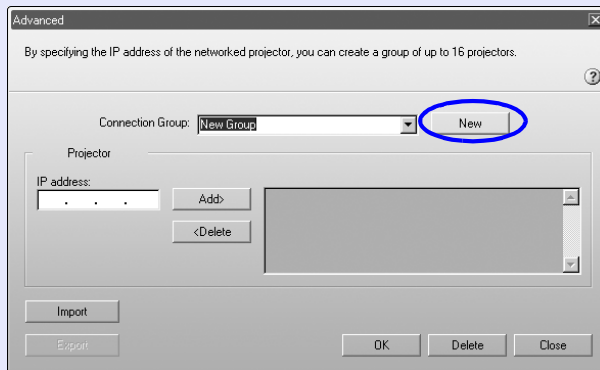 Advanced
By specifying the IP address of the networked projector, you can create a group of up to 16 projectors.
?
Connection Group: New Group New
Projector
IP address:
. . . Add>
<Delete
Import
Export OK Delete Close